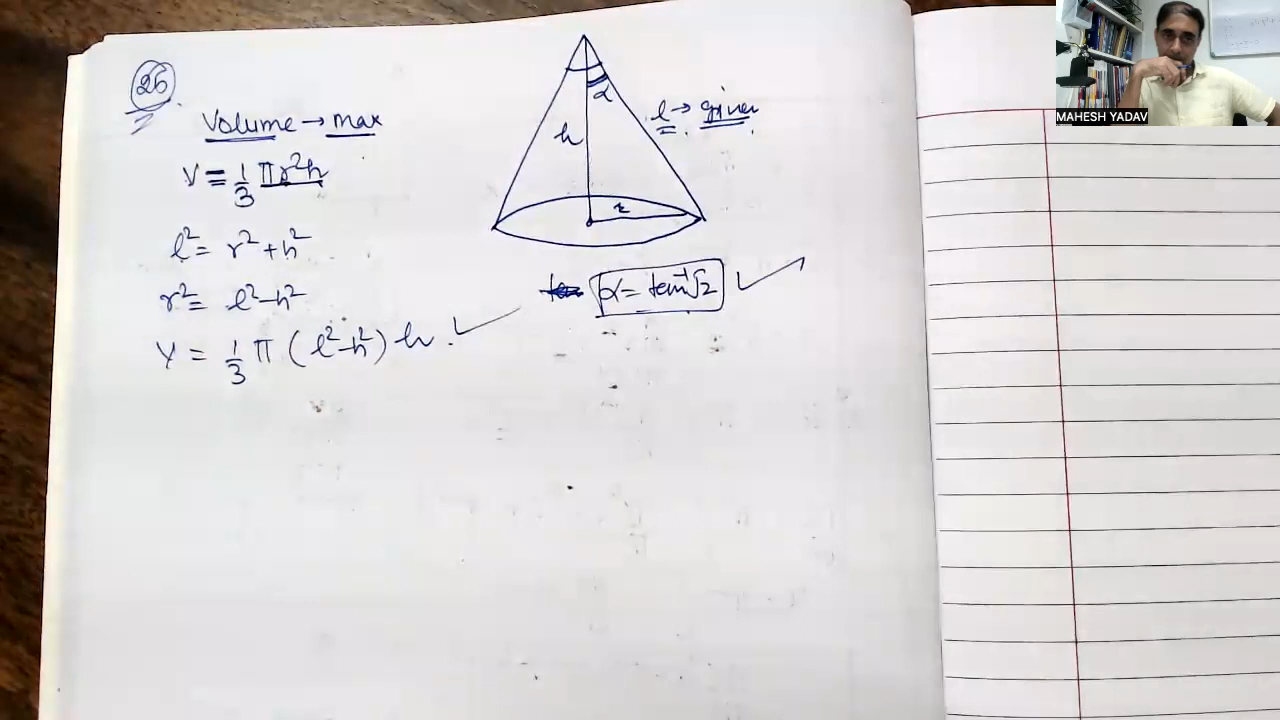 26
Volume → max
V = 1/3 πr²h
l² = r² + h²
r² = l² - h²
V = 1/3 π (l² - h²) h.
α
h
l → given
r
α = tan⁻¹√2
MAHESH YADAV